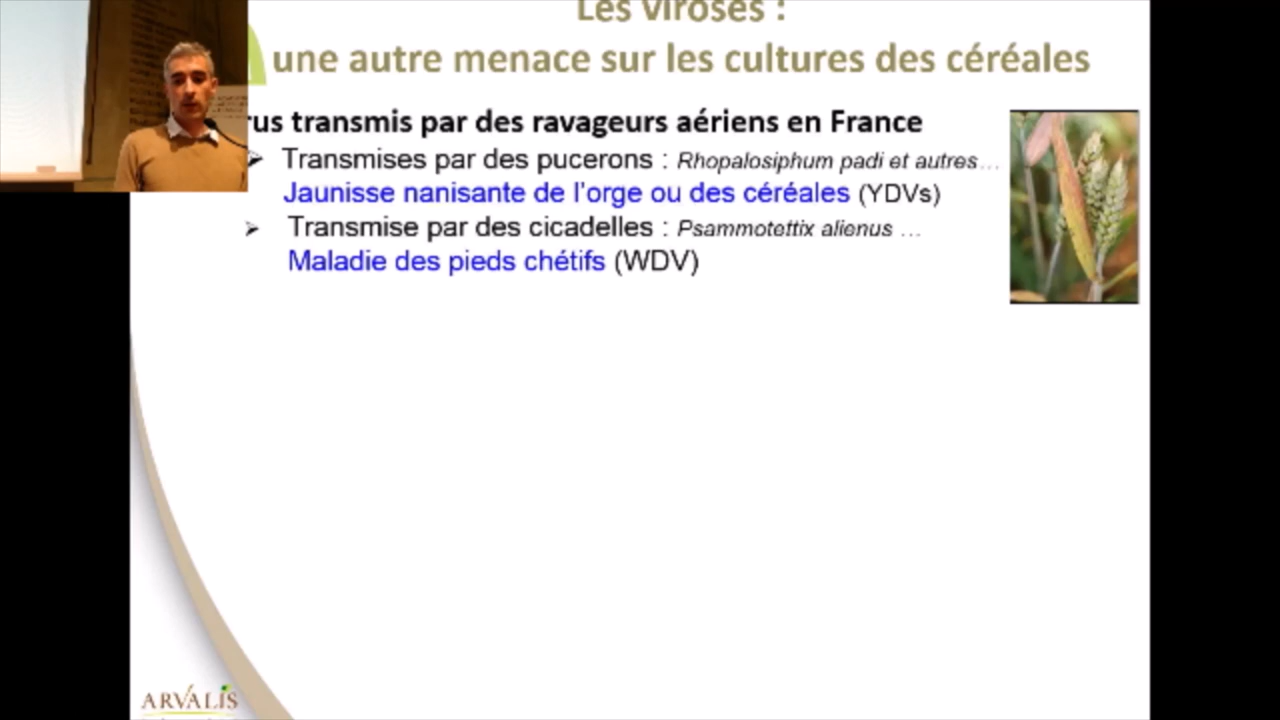 Les viroses :
une autre menace sur les cultures des céréales
rus transmis par des ravageurs aériens en France
Transmises par des pucerons : Rhopalosiphum padi et autres…
Jaunisse nanisante de l'orge ou des céréales (YDVs)
Transmise par des cicadelles : Psammotettix alienus …
Maladie des pieds chétifs (WDV)
ARVALIS